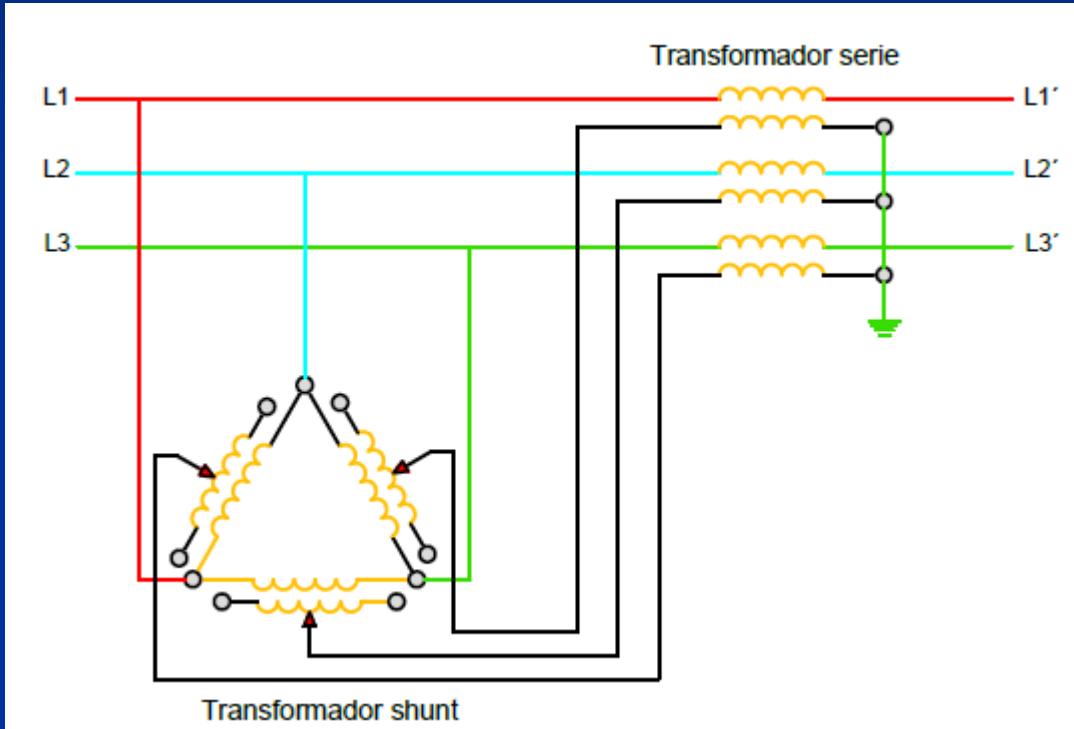 Transformador serie
L1 L1´
L2 L2´
L3 L3´
Transformador shunt